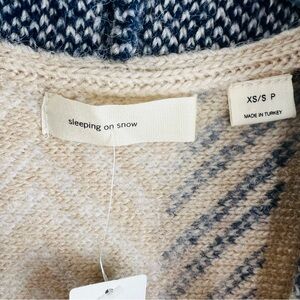 sleeping on snow
XS/S P
MADE IN TURKEY